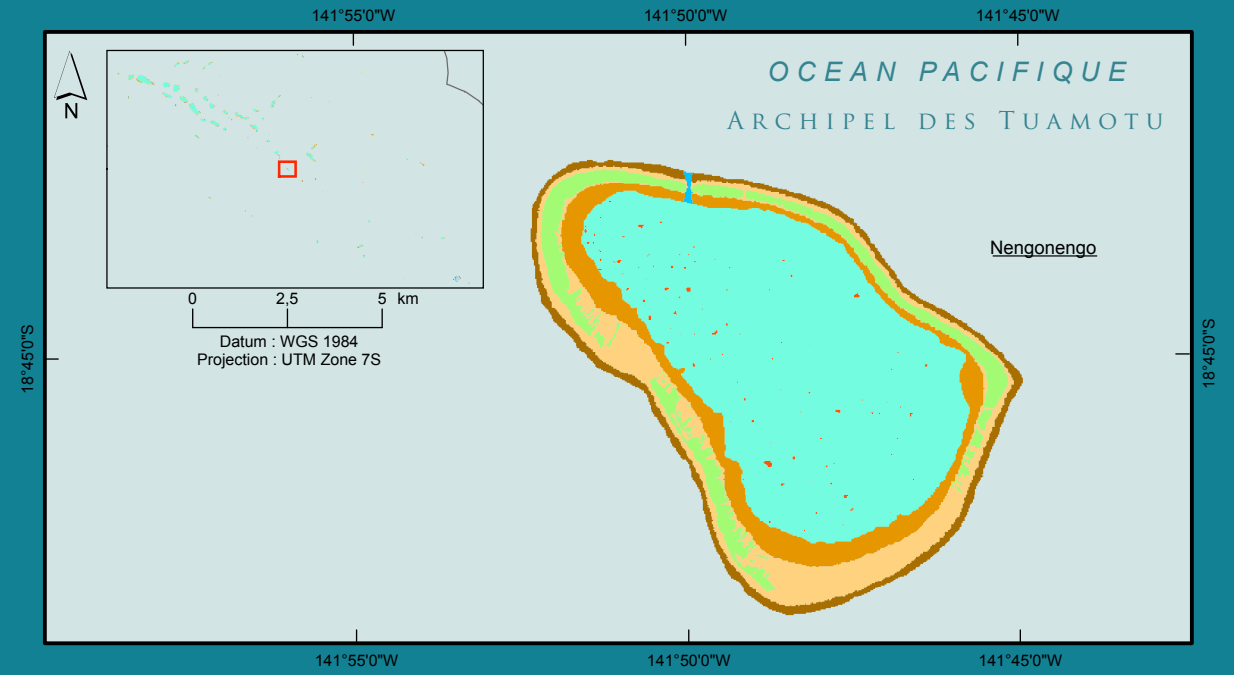 141°55'0"W 141°50'0"W 141°45'0"W
OCEAN PACIFIQUE
ARCHIPEL DES TUAMOTU
N
Nengonengo
0 2,5 5 km
Datum : WGS 1984
Projection : UTM Zone 7S
18°45'0"S
18°45'0"S
141°55'0"W 141°50'0"W 141°45'0"W